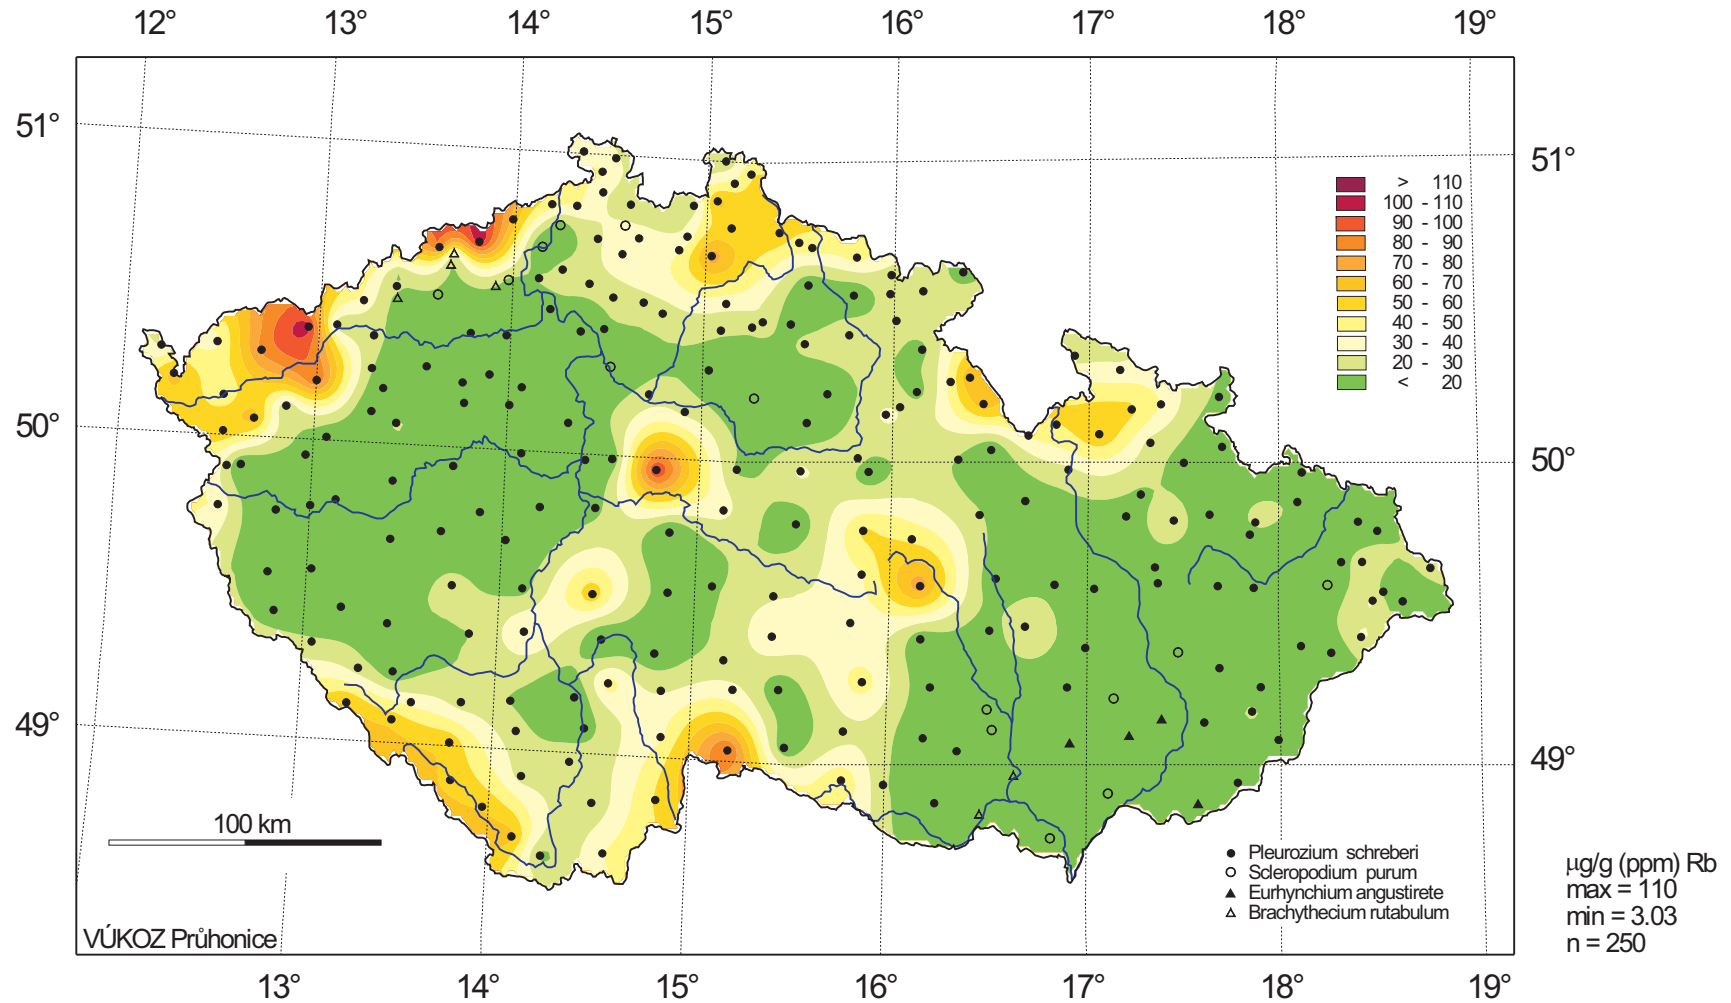 12° 13° 14° 15° 16° 17° 18° 19°
51°
51°
> 110
100 - 110
90 - 100
80 - 90
70 - 80
60 - 70
50 - 60
40 - 50
30 - 40
20 - 30
< 20
50°
50°
49°
49°
100 km
Pleurozium schreberi
Scleropodium purum
Eurhynchium angustirete
Brachythecium rutabulum
µg/g (ppm) Rb
max = 110
min = 3.03
n = 250
VÚKOZ Průhonice
13° 14° 15° 16° 17° 18° 19°